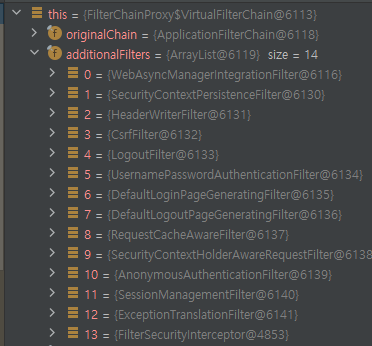 this = {FilterChainProxy$VirtualFilterChain@6113}
originalChain = {ApplicationFilterChain@6118}
additionalFilters = {ArrayList@6119} size = 14
0 = {WebAsyncManagerIntegrationFilter@6116}
1 = {SecurityContextPersistenceFilter@6130}
2 = {HeaderWriterFilter@6131}
3 = {CsrfFilter@6132}
4 = {LogoutFilter@6133}
5 = {UsernamePasswordAuthenticationFilter@6134}
6 = {DefaultLoginPageGeneratingFilter@6135}
7 = {DefaultLogoutPageGeneratingFilter@6136}
8 = {RequestCacheAwareFilter@6137}
9 = {SecurityContextHolderAwareRequestFilter@6138
10 = {AnonymousAuthenticationFilter@6139}
11 = {SessionManagementFilter@6140}
12 = {ExceptionTranslationFilter@6141}
13 = {FilterSecurityInterceptor@4853}